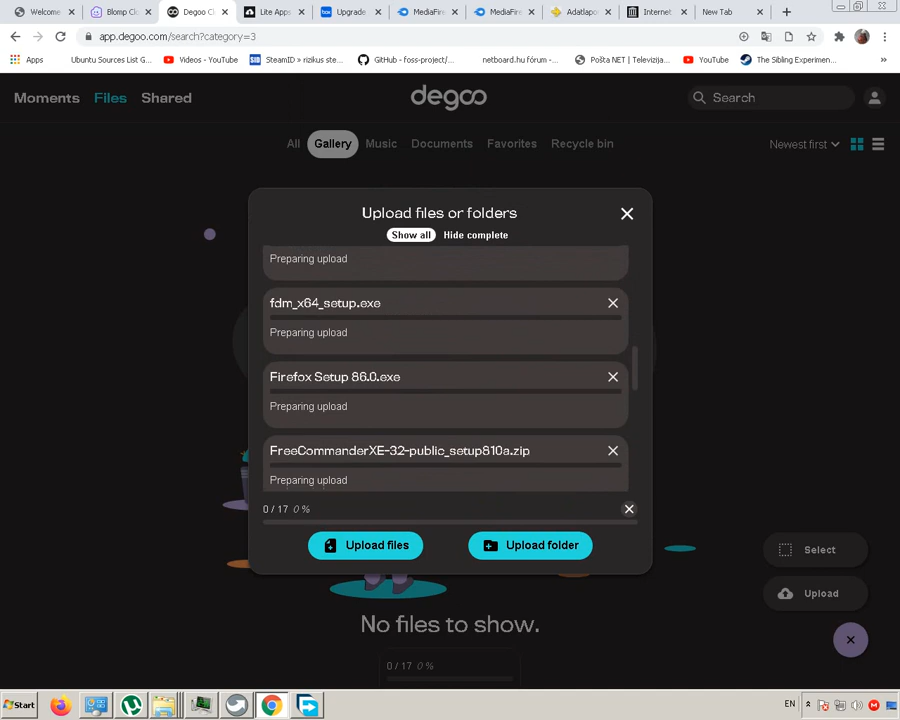 Welcome
Blomp Cl
Degoo Cl
Lite Apps
Upgrade
MediaFire
MediaFire
Adatlapo
Internet
New Tab
app.degoo.com/search?category=3
Apps
Ubuntu Sources List G...
Videos - YouTube
SteamID » rizikus ste...
GitHub - foss-project/...
netboard.hu fórum -...
Pošta NET | Televizija...
YouTube
The Sibling Experimen...
»
Moments
Files
Shared
degoo
Search
All
Gallery
Music
Documents
Favorites
Recycle bin
Newest first
Upload files or folders
Show all
Hide complete
Preparing upload
fdm_x64_setup.exe
Preparing upload
Firefox Setup 86.0.exe
Preparing upload
FreeCommanderXE-32-public_setup810a.zip
Preparing upload
0 / 17 0 %
Upload files
Upload folder
Select
Upload
No files to show.
0 / 17 0 %
Start
EN